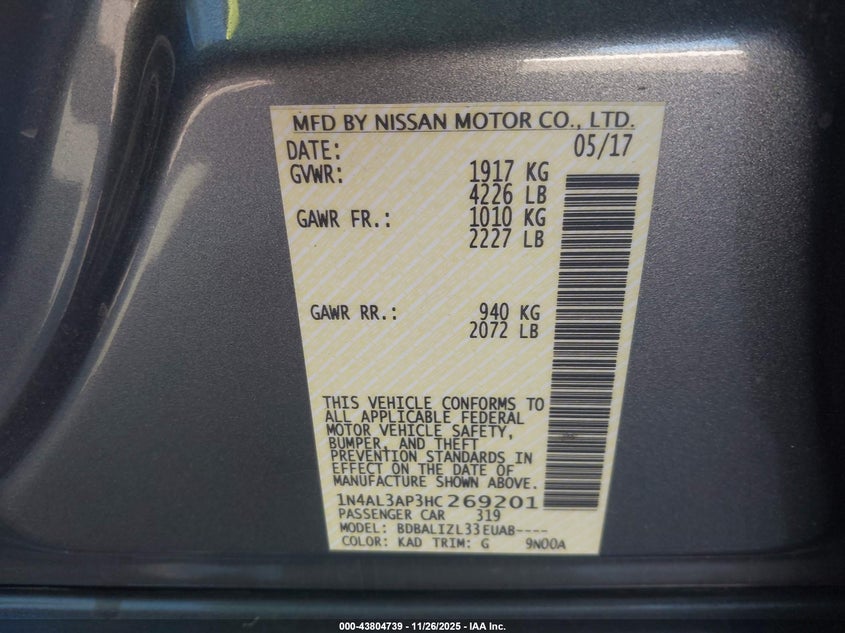 MFD BY NISSAN MOTOR CO., LTD.
DATE: 05/17
GVWR: 1917 KG
4226 LB
GAWR FR.: 1010 KG
2227 LB
GAWR RR.: 940 KG
2072 LB
THIS VEHICLE CONFORMS TO
ALL APPLICABLE FEDERAL
MOTOR VEHICLE SAFETY,
BUMPER, AND THEFT
PREVENTION STANDARDS IN
EFFECT ON THE DATE OF
MANUFACTURE SHOWN ABOVE.
1N4AL3AP3HC269201
PASSENGER CAR 319
MODEL: BDBALIZL33EUAB----
COLOR: KAD TRIM: G 9N00A
000-43804739 - 11/26/2025 - IAA Inc.